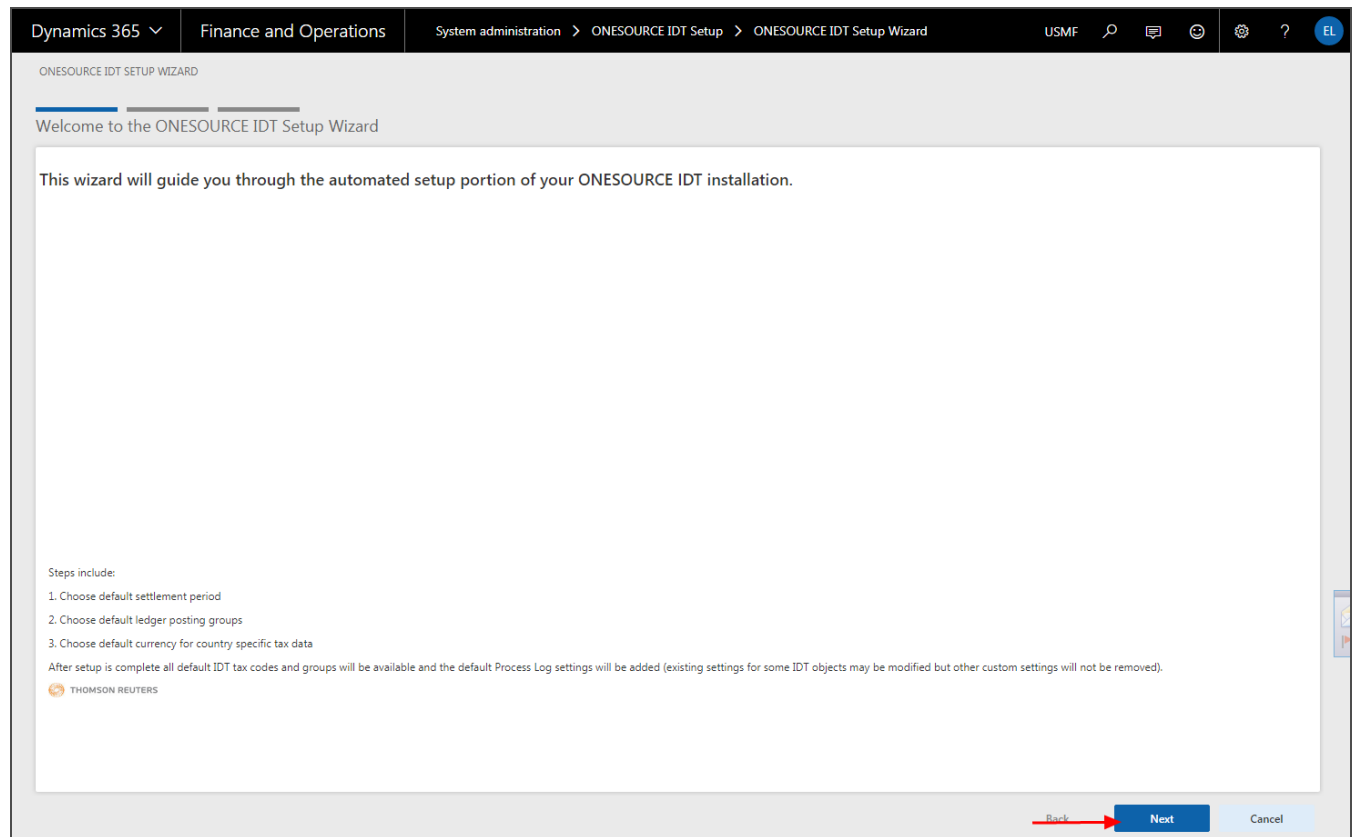 Dynamics 365 Finance and Operations System administration > ONESOURCE IDT Setup > ONESOURCE IDT Setup Wizard USMF ? EL
ONESOURCE IDT SETUP WIZARD
Welcome to the ONESOURCE IDT Setup Wizard
This wizard will guide you through the automated setup portion of your ONESOURCE IDT installation.
Steps include:
1. Choose default settlement period
2. Choose default ledger posting groups
3. Choose default currency for country specific tax data
After setup is complete all default IDT tax codes and groups will be available and the default Process Log settings will be added (existing settings for some IDT objects may be modified but other custom settings will not be removed).
THOMSON REUTERS
Back Next Cancel